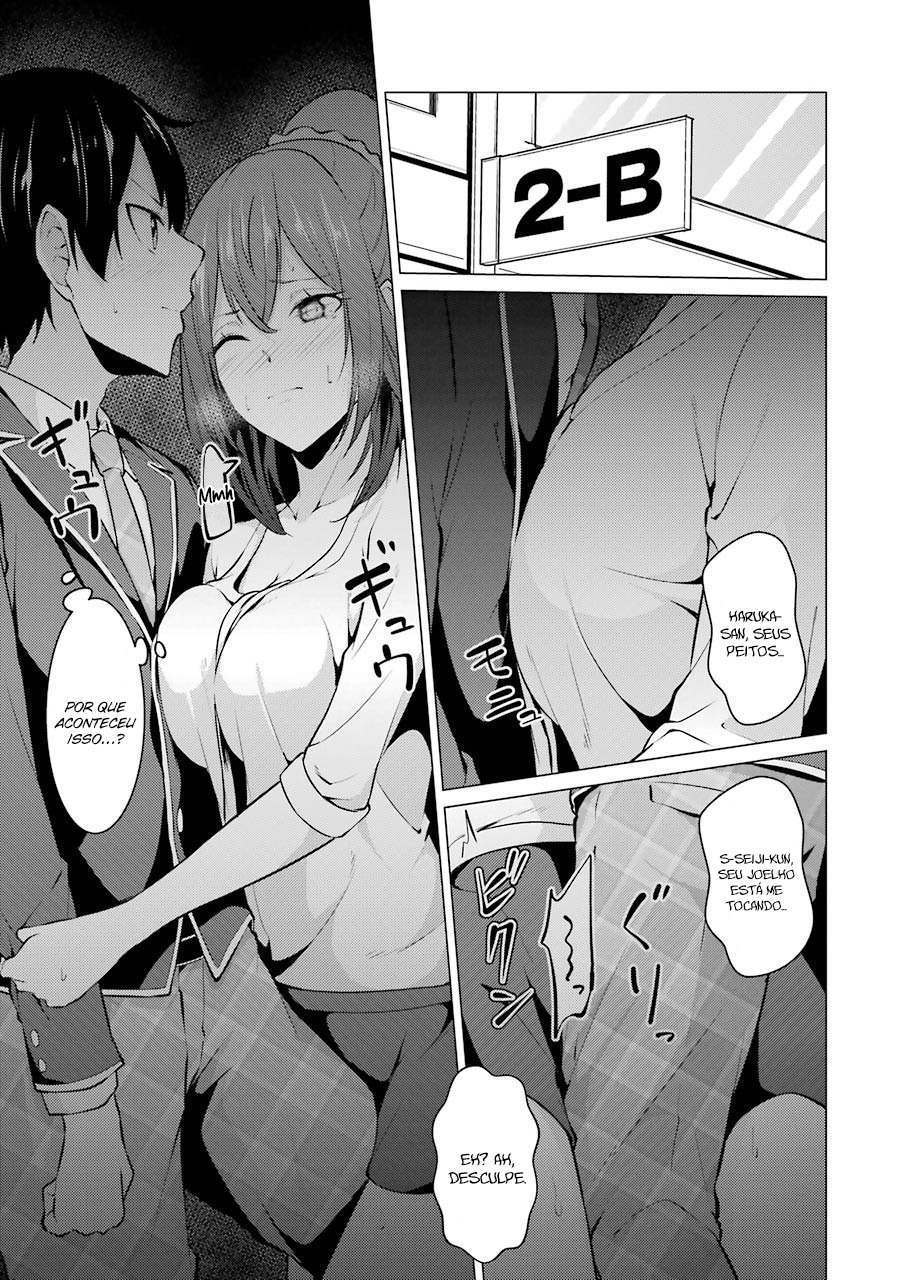 2-B
HARUKA-
SAN, SEUS
PEITOS...
モニュ
S-SEIJI-KUN,
SEU JOELHO
ESTÁ ME
TOCANDO...
ビクン
ぐりっ
EH? AH,
DESCULPE.
ギュウ
Mmh
ギュウ
POR QUE
ACONTECEU
ISSO...?